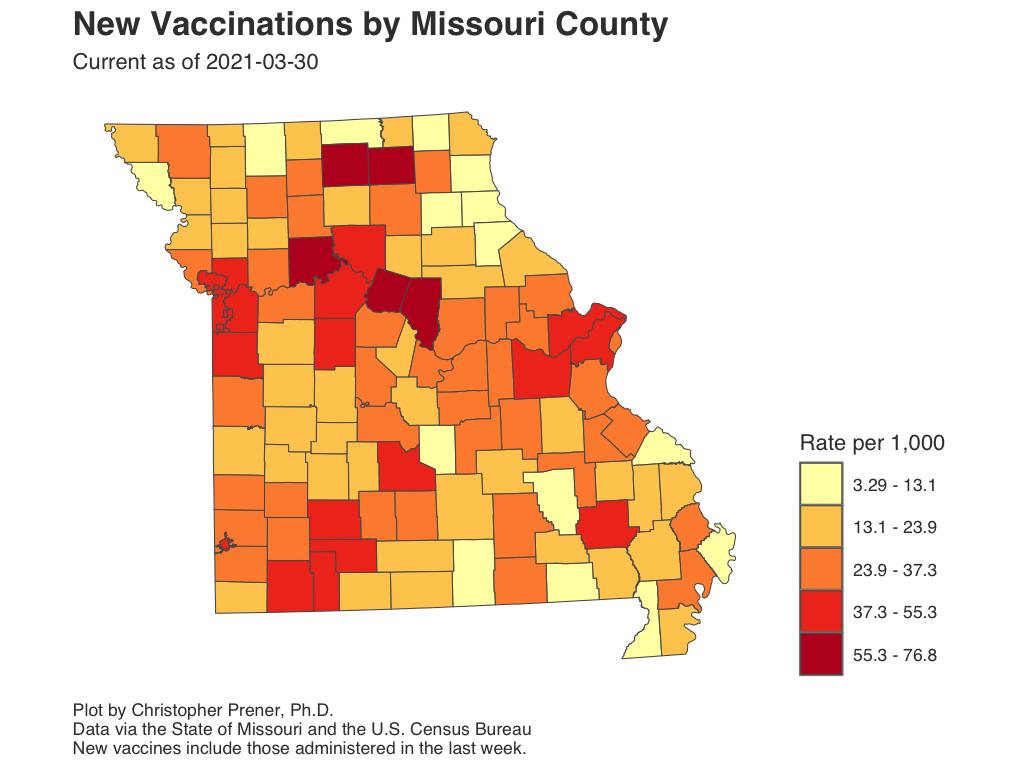 New Vaccinations by Missouri County
Current as of 2021-03-30
Rate per 1,000
3.29 - 13.1
13.1 - 23.9
23.9 - 37.3
37.3 - 55.3
55.3 - 76.8
Plot by Christopher Prener, Ph.D.
Data via the State of Missouri and the U.S. Census Bureau
New vaccines include those administered in the last week.